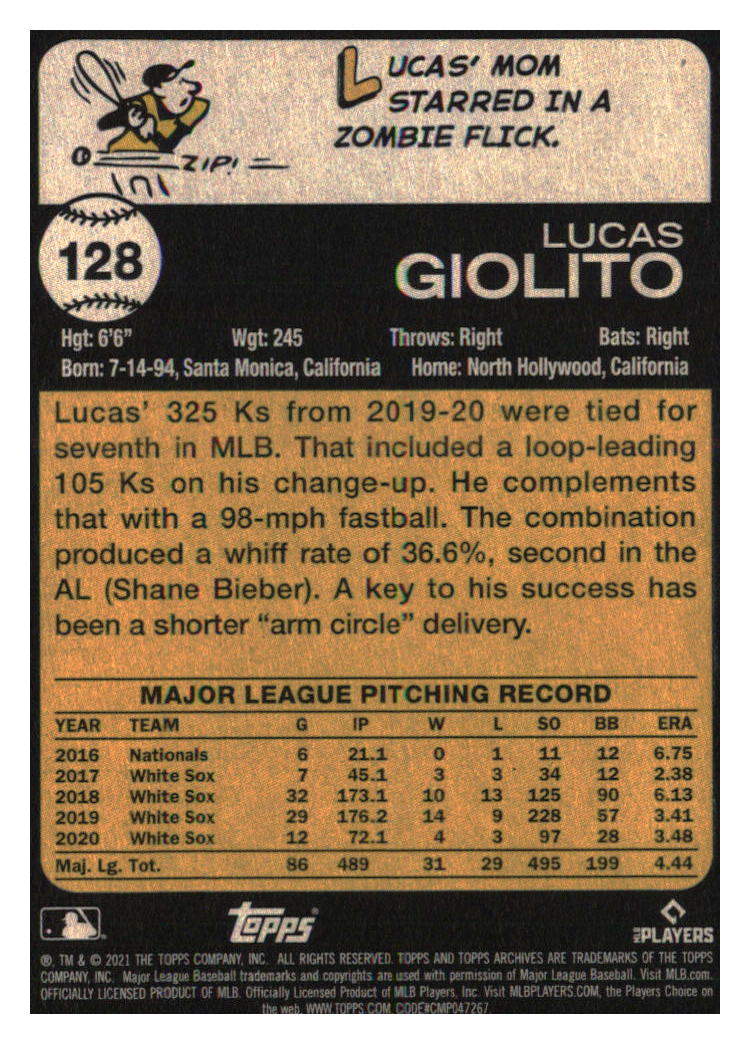 LUCAS' MOM
STARRED IN A
ZOMBIE FLICK.
ZIP!
128
LUCAS
GIOLITO
Hgt: 6'6" Wgt: 245 Throws: Right Bats: Right
Born: 7-14-94, Santa Monica, California Home: North Hollywood, California
Lucas' 325 Ks from 2019-20 were tied for
seventh in MLB. That included a loop-leading
105 Ks on his change-up. He complements
that with a 98-mph fastball. The combination
produced a whiff rate of 36.6%, second in the
AL (Shane Bieber). A key to his success has
been a shorter "arm circle" delivery.
MAJOR LEAGUE PITCHING RECORD
YEAR TEAM G IP W L SO BB ERA
2016 Nationals 6 21.1 0 1 11 12 6.75
2017 White Sox 7 45.1 3 3 34 12 2.38
2018 White Sox 32 173.1 10 13 125 90 6.13
2019 White Sox 29 176.2 14 9 228 57 3.41
2020 White Sox 12 72.1 4 3 97 28 3.48
Maj. Lg. Tot. 86 489 31 29 495 199 4.44
Topps® MLB PLAYERS
®, TM & © 2021 THE TOPPS COMPANY, INC. ALL RIGHTS RESERVED. TOPPS AND TOPPS ARCHIVES ARE TRADEMARKS OF THE TOPPS
COMPANY, INC. Major League Baseball trademarks and copyrights are used with permission of Major League Baseball. Visit MLB.com.
OFFICIALLY LICENSED PRODUCT OF MLB. Officially Licensed Product of MLB Players, Inc. Visit MLBPLAYERS.COM, the Players Choice on
the web. WWW.TOPPS.COM CODE#CMP047267